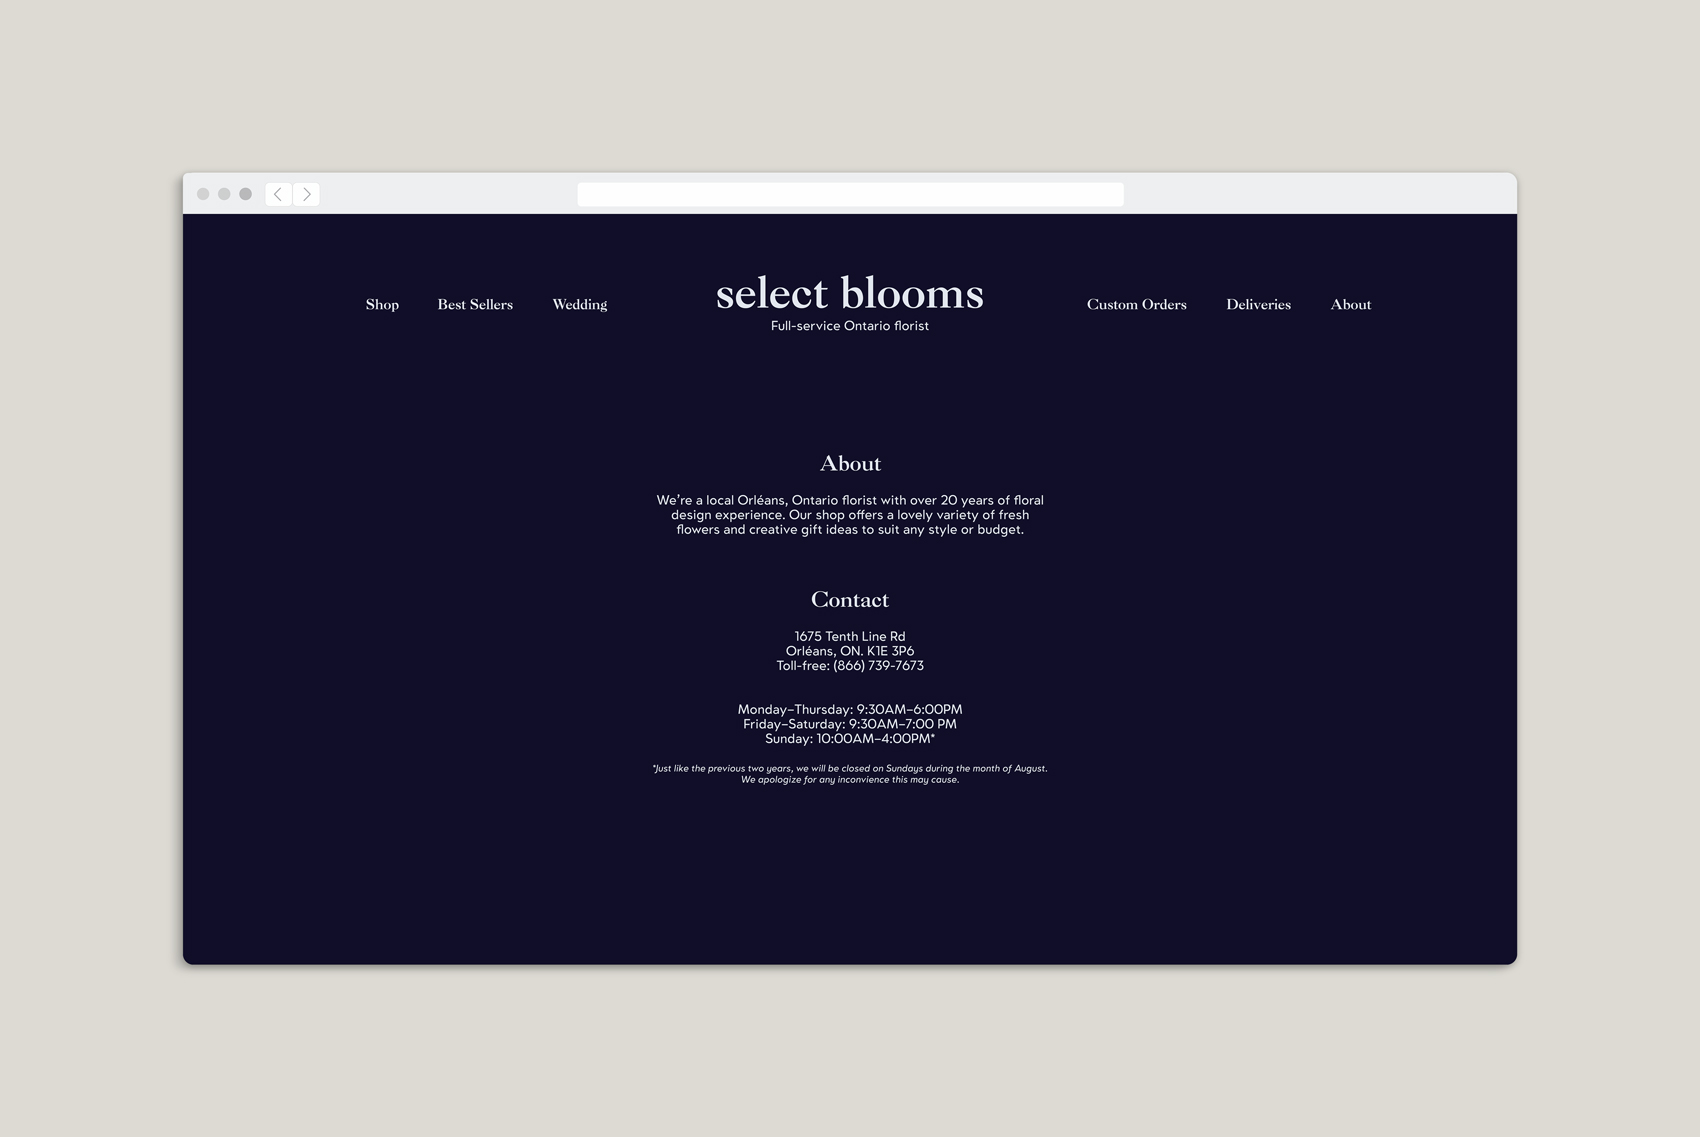 Shop
Best Sellers
Wedding
select blooms
Full-service Ontario florist
Custom Orders
Deliveries
About
About
We’re a local Orléans, Ontario florist with over 20 years of floral
design experience. Our shop offers a lovely variety of fresh
flowers and creative gift ideas to suit any style or budget.
Contact
1675 Tenth Line Rd
Orléans, ON. K1E 3P6
Toll-free: (866) 739-7673
Monday–Thursday: 9:30AM–6:00PM
Friday–Saturday: 9:30AM–7:00 PM
Sunday: 10:00AM–4:00PM*
*Just like the previous two years, we will be closed on Sundays during the month of August.
We apologize for any inconvience this may cause.